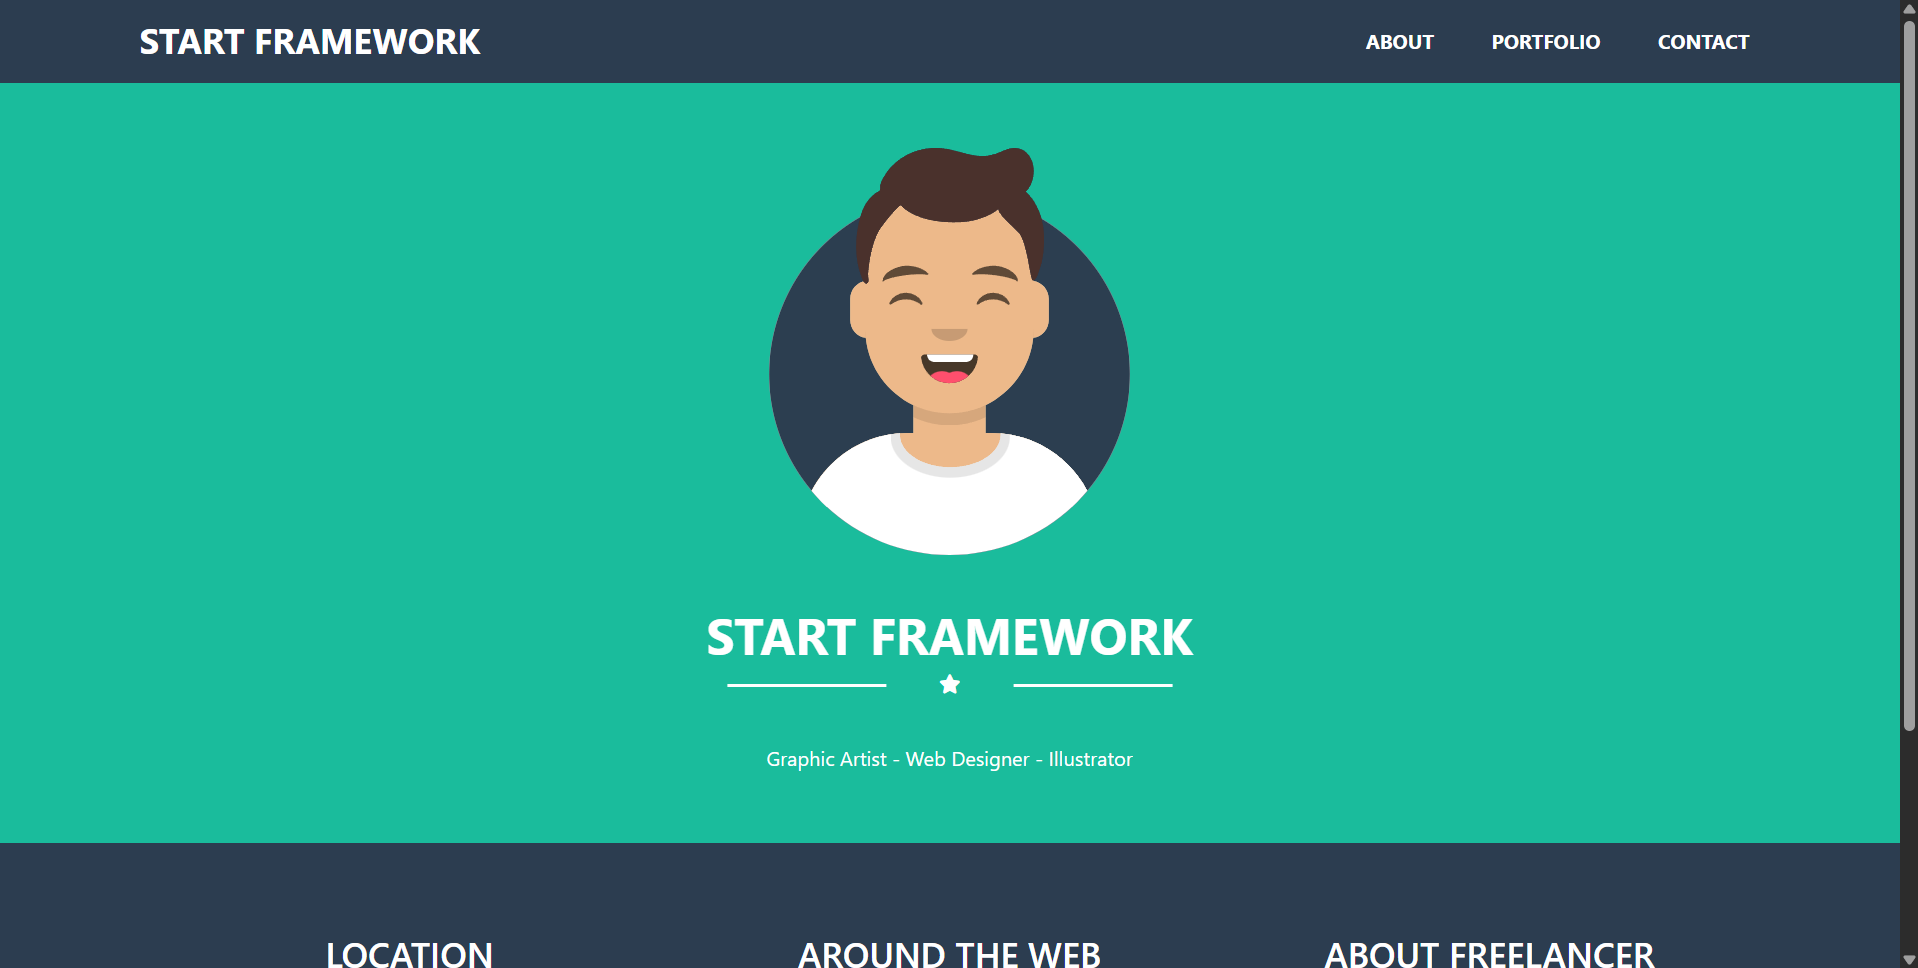 START FRAMEWORK
ABOUT
PORTFOLIO
CONTACT
START FRAMEWORK
Graphic Artist - Web Designer - Illustrator
LOCATION
AROUND THE WEB
ABOUT FREELANCER